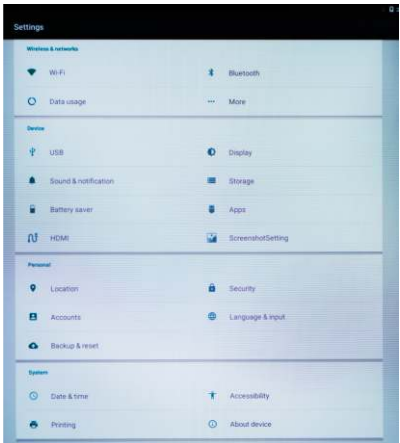 Settings
Wireless & networks
Wi-Fi
Bluetooth
Data usage
More
Device
USB
Display
Sound & notification
Storage
Battery saver
Apps
HDMI
ScreenshotSetting
Personal
Location
Security
Accounts
Language & input
Backup & reset
System
Date & time
Accessibility
Printing
About device